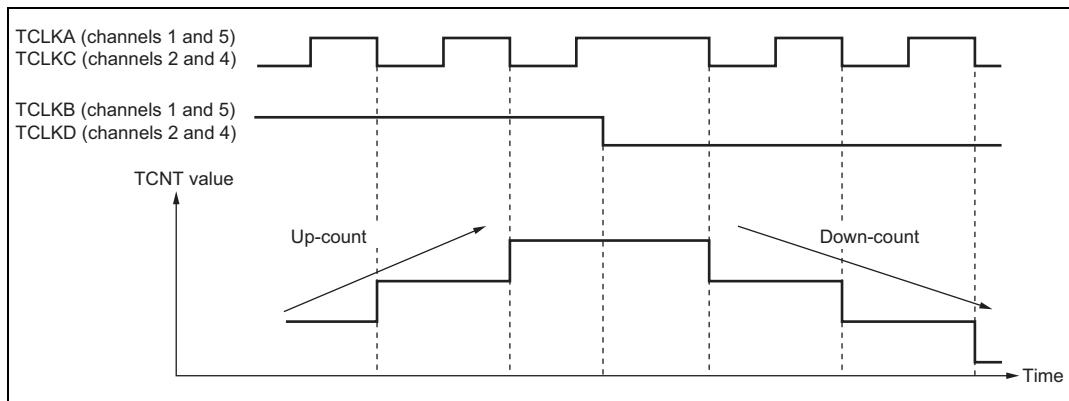 TCLKA (channels 1 and 5)
TCLKC (channels 2 and 4)
TCLKB (channels 1 and 5)
TCLKD (channels 2 and 4)
TCNT value
Up-count
Down-count
Time